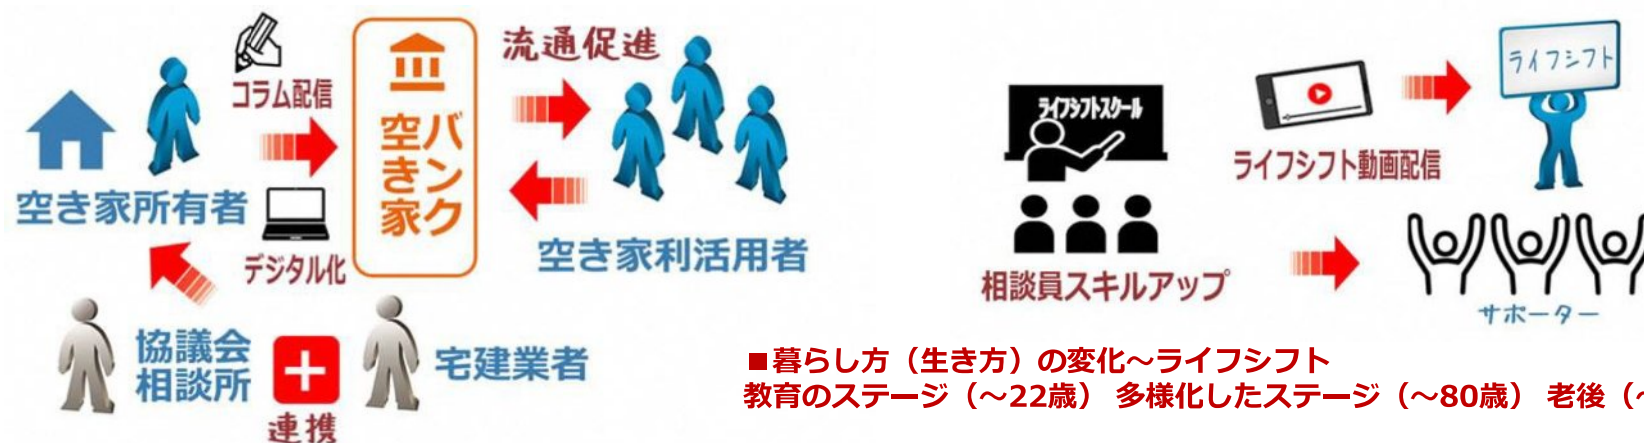 コラム配信
空き家所有者
デジタル化
空き家
バンク
流通促進
空き家利活用者
協議会
相談所
連携
宅建業者
ライフシフトスクール
相談員スキルアップ
ライフシフト動画配信
ライフシフト
サポーター
■暮らし方（生き方）の変化～ライフシフト
教育のステージ（～22歳） 多様化したステージ（～80歳） 老後（～